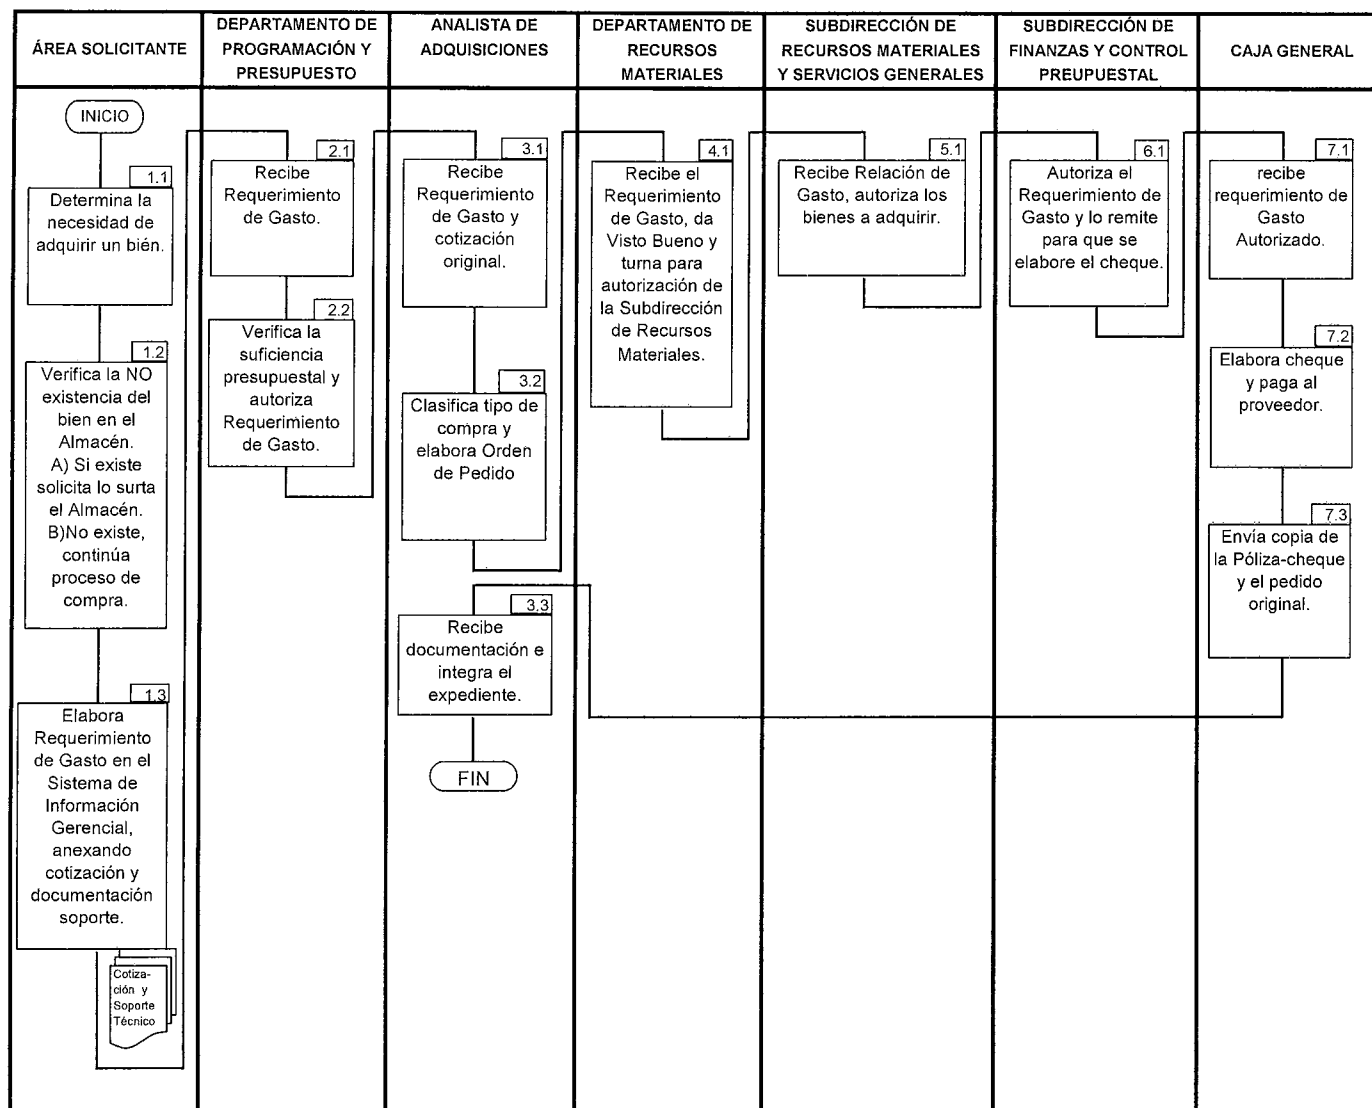 ÁREA SOLICITANTE
DEPARTAMENTO DE
PROGRAMACIÓN Y
PRESUPUESTO
ANALISTA DE
ADQUISICIONES
DEPARTAMENTO DE
RECURSOS
MATERIALES
SUBDIRECCIÓN DE
RECURSOS MATERIALES
Y SERVICIOS GENERALES
SUBDIRECCIÓN DE
FINANZAS Y CONTROL
PREUPUESTAL
CAJA GENERAL
INICIO
1.1
Determina la
necesidad de
adquirir un bién.
1.2
Verifica la NO
existencia del
bien en el
Almacén.
A) Si existe
solicita lo surta
el Almacén.
B)No existe,
continúa
proceso de
compra.
1.3
Elabora
Requerimiento
de Gasto en el
Sistema de
Información
Gerencial,
anexando
cotización y
documentación
soporte.
Cotiza-
ción y
Soporte
Técnico
2.1
Recibe
Requerimiento
de Gasto.
2.2
Verifica la
suficiencia
presupuestal y
autoriza
Requerimiento
de Gasto.
3.1
Recibe
Requerimiento
de Gasto y
cotización
original.
3.2
Clasifica tipo de
compra y
elabora Orden
de Pedido
3.3
Recibe
documentación e
integra el
expediente.
FIN
4.1
Recibe el
Requerimiento
de Gasto, da
Visto Bueno y
turna para
autorización de
la Subdirección
de Recursos
Materiales.
5.1
Recibe Relación de
Gasto, autoriza los
bienes a adquirir.
6.1
Autoriza el
Requerimiento de
Gasto y lo remite
para que se
elabore el cheque.
7.1
recibe
requerimiento de
Gasto
Autorizado.
7.2
Elabora cheque
y paga al
proveedor.
7.3
Envía copia de
la Póliza-cheque
y el pedido
original.